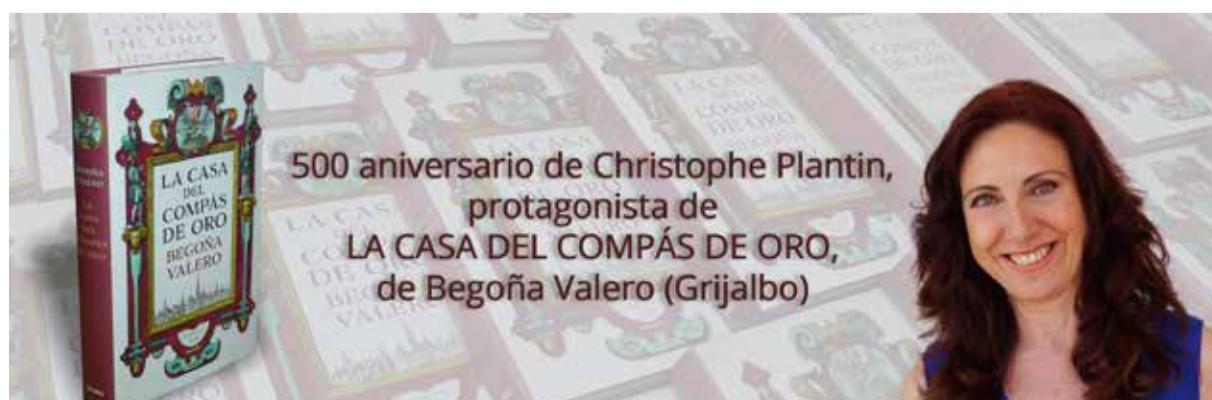 LA CASA
DEL
COMPÁS
DE ORO
BEGOÑA
VALERO
500 aniversario de Christophe Plantin,
protagonista de
LA CASA DEL COMPÁS DE ORO,
de Begoña Valero (Grijalbo)